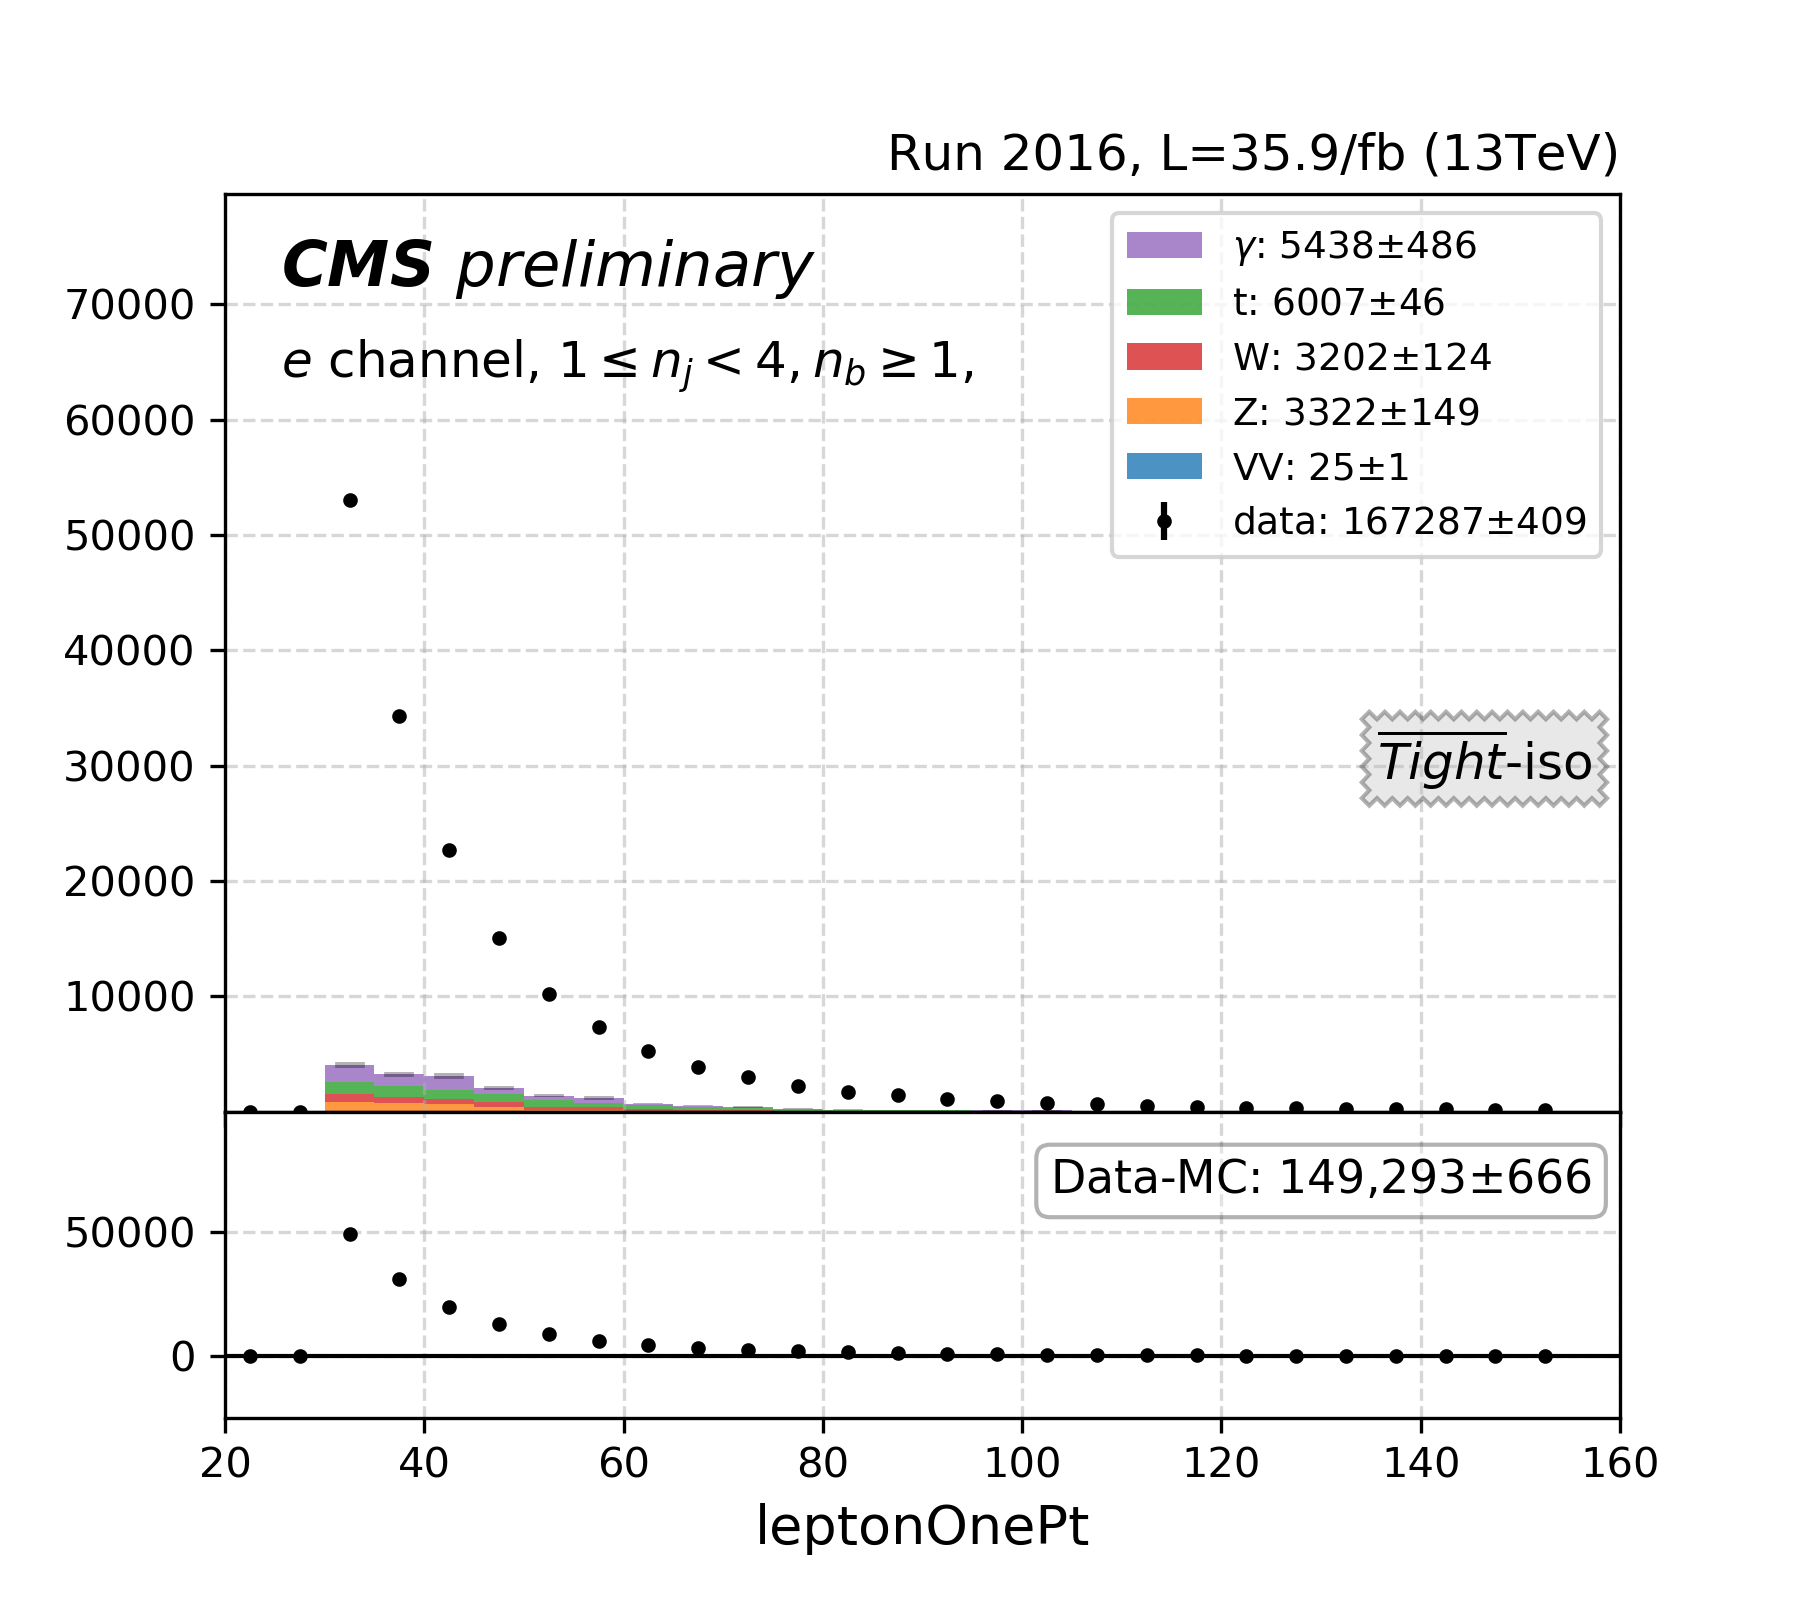 Run 2016, L=35.9/fb (13TeV)
CMS preliminary
e channel, 1 ≤ n_j < 4, n_b ≥ 1,
γ: 5438±486
t: 6007±46
W: 3202±124
Z: 3322±149
VV: 25±1
data: 167287±409
70000
60000
50000
40000
30000
20000
10000
Tight-iso
Data-MC: 149,293±666
50000
0
20 40 60 80 100 120 140 160
leptonOnePt